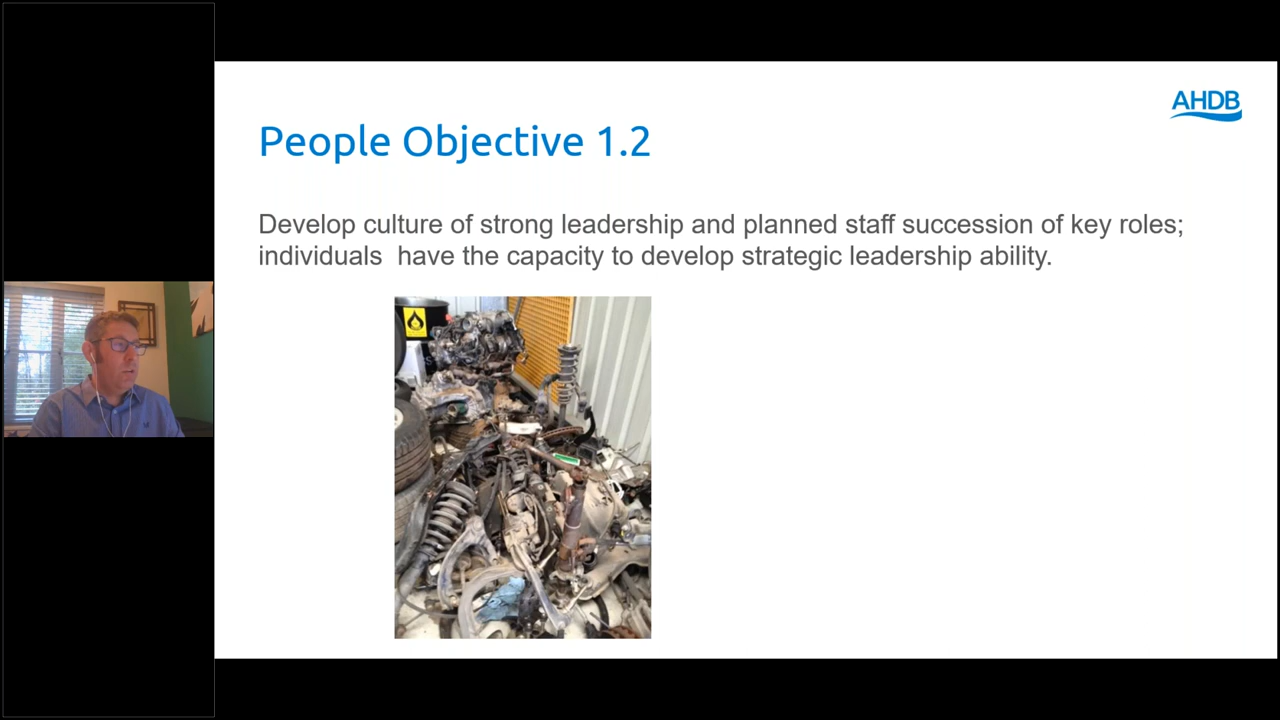 AHDB
People Objective 1.2
Develop culture of strong leadership and planned staff succession of key roles;
individuals  have the capacity to develop strategic leadership ability.